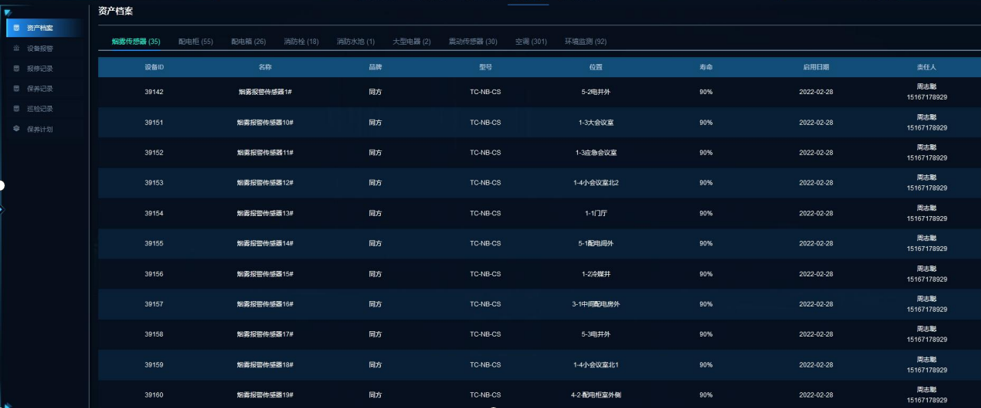 资产档案
资产档案
设备报警
报修记录
保养记录
巡检记录
保养计划
烟雾传感器 (35) 配电柜 (55) 配电箱 (26) 消防栓 (18) 消防水池 (1) 大型电器 (2) 震动传感器 (30) 空调 (301) 环境监测 (92)
设备ID 名称 品牌 型号 位置 寿命 启用日期 责任人
39142 烟雾报警传感器1# 同方 TC-NB-CS 5-2电井外 90% 2022-02-28 周志聪
15167178929
39151 烟雾报警传感器10# 同方 TC-NB-CS 1-3大会议室 90% 2022-02-28 周志聪
15167178929
39152 烟雾报警传感器11# 同方 TC-NB-CS 1-3应急会议室 90% 2022-02-28 周志聪
15167178929
39153 烟雾报警传感器12# 同方 TC-NB-CS 1-4小会议室北2 90% 2022-02-28 周志聪
15167178929
39154 烟雾报警传感器13# 同方 TC-NB-CS 1-1门厅 90% 2022-02-28 周志聪
15167178929
39155 烟雾报警传感器14# 同方 TC-NB-CS 5-1配电间外 90% 2022-02-28 周志聪
15167178929
39156 烟雾报警传感器15# 同方 TC-NB-CS 1-2冷媒井 90% 2022-02-28 周志聪
15167178929
39157 烟雾报警传感器16# 同方 TC-NB-CS 3-1中间配电房外 90% 2022-02-28 周志聪
15167178929
39158 烟雾报警传感器17# 同方 TC-NB-CS 5-3电井外 90% 2022-02-28 周志聪
15167178929
39159 烟雾报警传感器18# 同方 TC-NB-CS 1-4小会议室北1 90% 2022-02-28 周志聪
15167178929
39160 烟雾报警传感器19# 同方 TC-NB-CS 4-2-配电柜室外侧 90% 2022-02-28 周志聪
15167178929